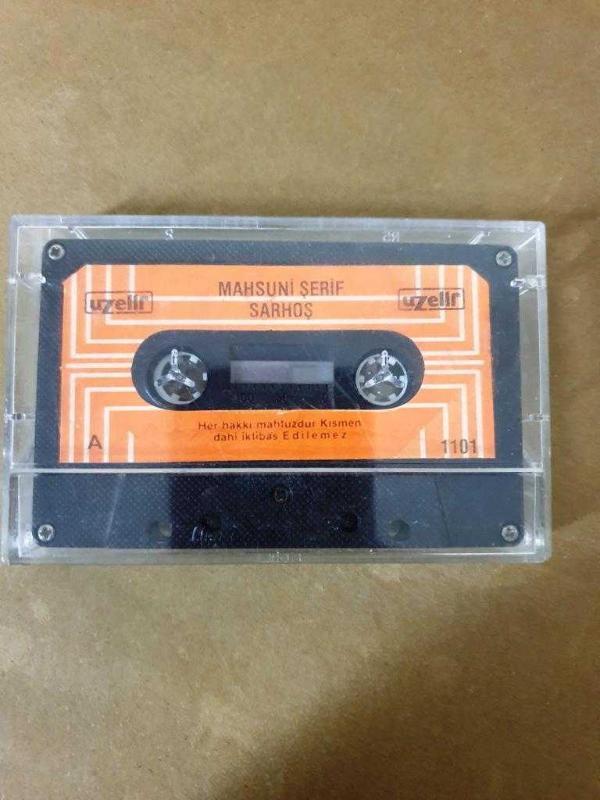 uzelli MAHSUNİ ŞERİF uzelli
SARHOŞ
Her hakkı mahfuzdur Kısmen
dahi iktibas Edilemez
A 1101